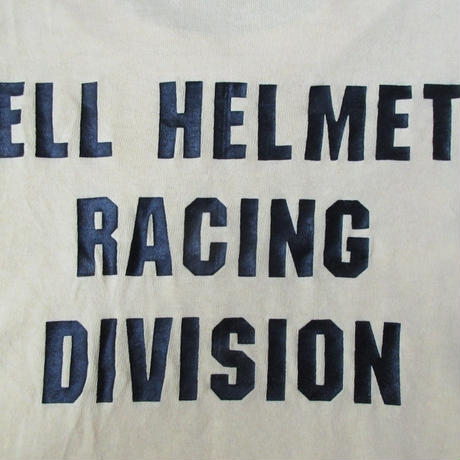 ELL HELMET
RACING
DIVISION